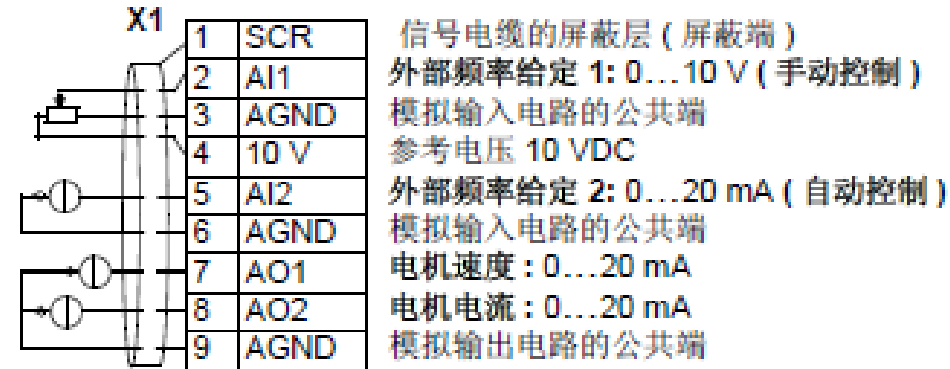 X1
1 SCR 信号电缆的屏蔽层 ( 屏蔽端 )
2 AI1 外部频率给定 1: 0…10 V ( 手动控制 )
3 AGND 模拟输入电路的公共端
4 10 V 参考电压 10 VDC
5 AI2 外部频率给定 2: 0…20 mA ( 自动控制 )
6 AGND 模拟输入电路的公共端
7 AO1 电机速度 : 0…20 mA
8 AO2 电机电流 : 0…20 mA
9 AGND 模拟输出电路的公共端